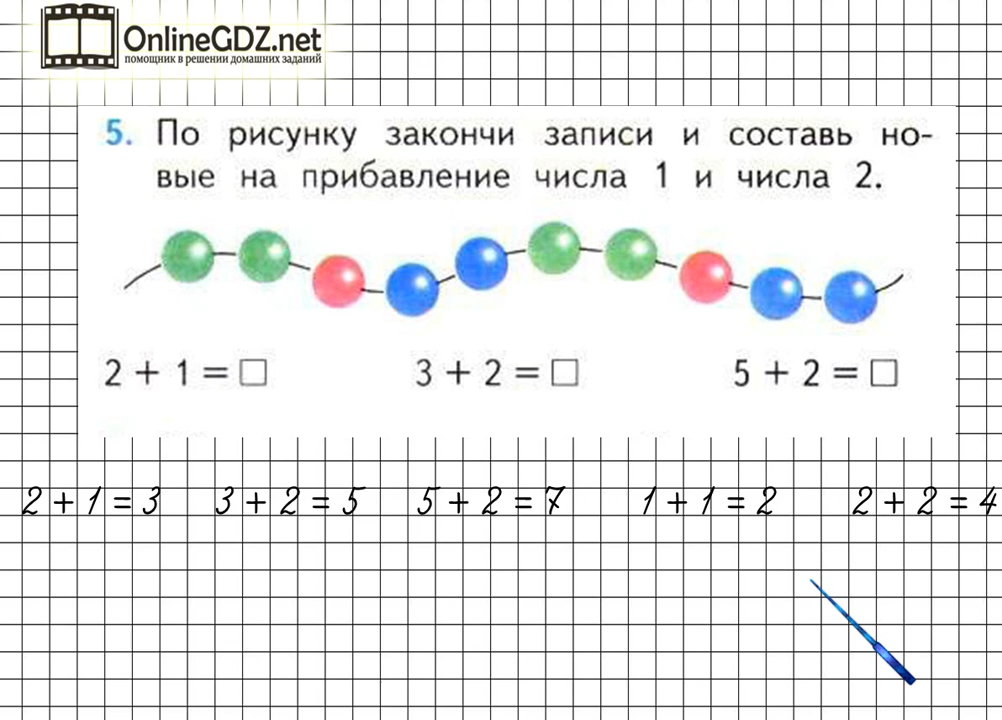 OnlineGDZ.net
помощник в решении домашних заданий
5. По рисунку закончи записи и составь но-
вые на прибавление числа 1 и числа 2.
2 + 1 = □ 3 + 2 = □ 5 + 2 = □
2 + 1 = 3 3 + 2 = 5 5 + 2 = 7 1 + 1 = 2 2 + 2 = 4